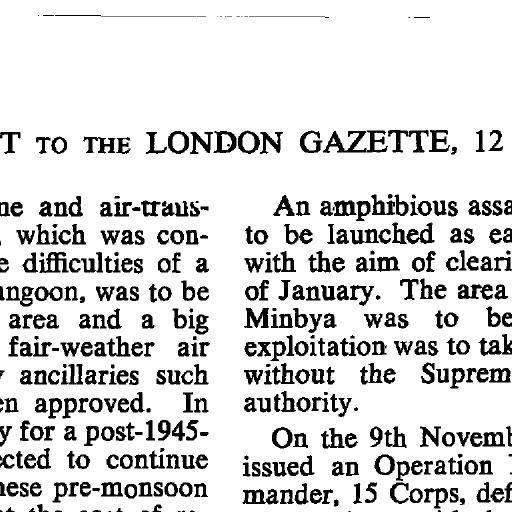 T TO THE LONDON GAZETTE, 12
ne and air-trans-
, which was con-
e difficulties of a
angoon, was to be
area and a big
fair-weather air
y ancillaries such
en approved. In
y for a post-1945-
ected to continue
nese pre-monsoon
An amphibious assa
to be launched as ea
with the aim of cleari
of January. The area
Minbya was to be
exploitation was to tak
without the Suprem
authority.
On the 9th Novemb
issued an Operation
mander, 15 Corps, def